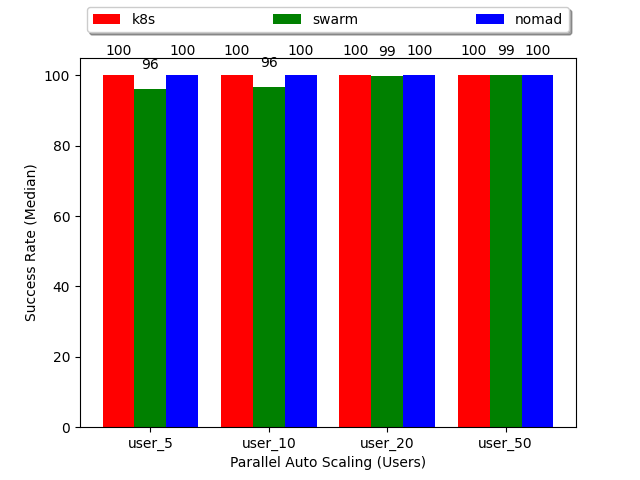 k8s swarm nomad
100 96 100 100 96 100 100 99 100 100 99 100
100
80
60
40
20
0
Success Rate (Median)
user_5 user_10 user_20 user_50
Parallel Auto Scaling (Users)